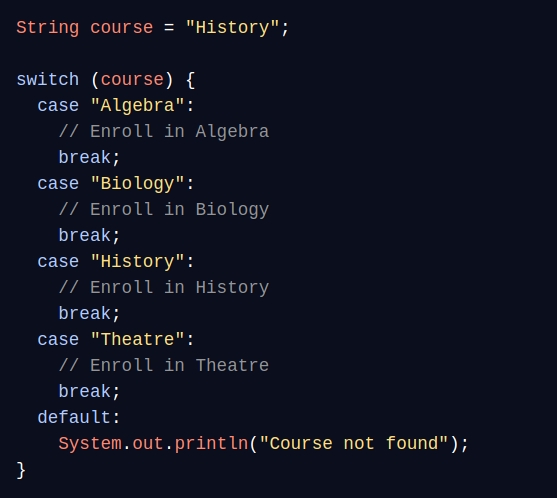 String course = "History";

switch (course) {
  case "Algebra":
    // Enroll in Algebra
    break;
  case "Biology":
    // Enroll in Biology
    break;
  case "History":
    // Enroll in History
    break;
  case "Theatre":
    // Enroll in Theatre
    break;
  default:
    System.out.println("Course not found");
}